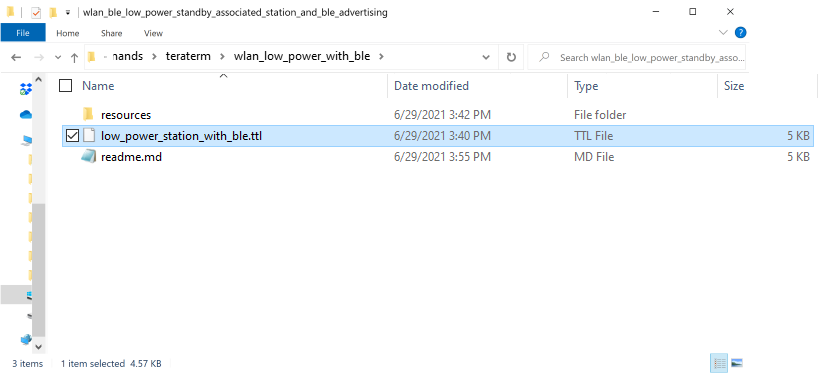 wlan_ble_low_power_standby_associated_station_and_ble_advertising
File Home Share View
hands › teraterm › wlan_low_power_with_ble › Search wlan_ble_low_power_standby_asso...
Name Date modified Type Size
resources 6/29/2021 3:42 PM File folder
low_power_station_with_ble.ttl 6/29/2021 3:40 PM TTL File 5 KB
readme.md 6/29/2021 3:55 PM MD File 5 KB
3 items 1 item selected 4.57 KB